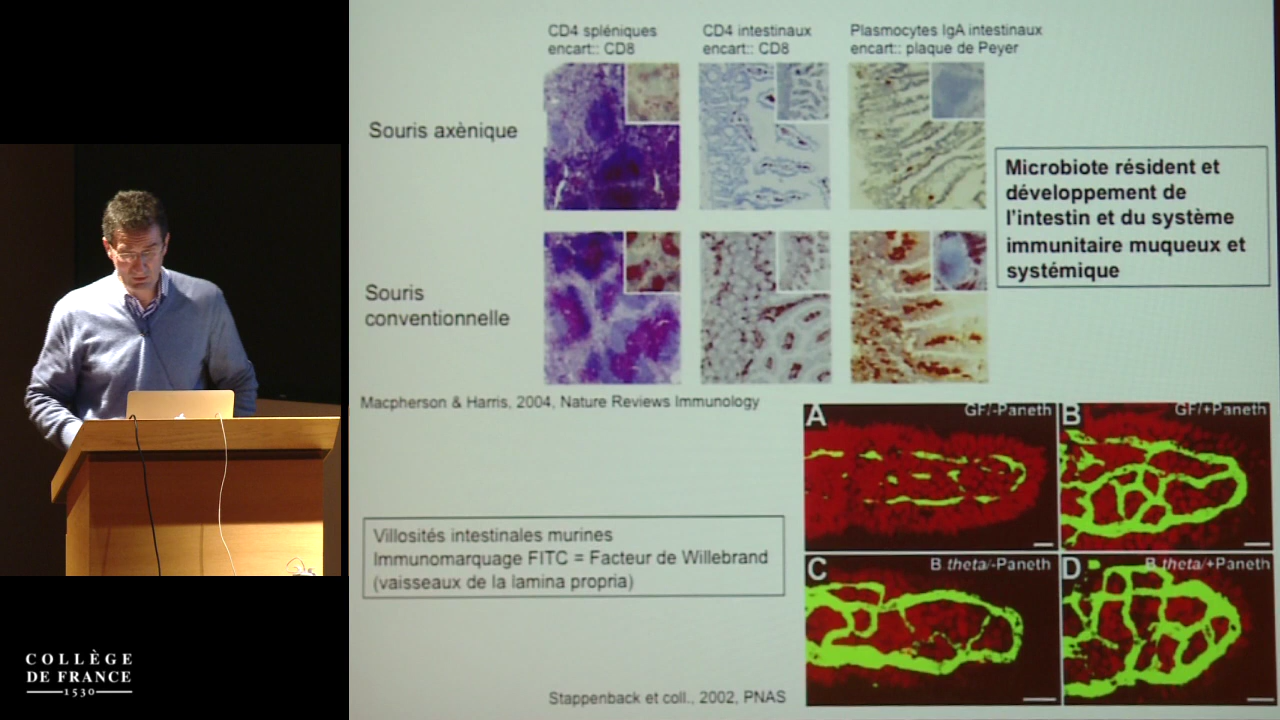 CD4 spléniques
encart:: CD8
CD4 intestinaux
encart:: CD8
Plasmocytes IgA intestinaux
encart:: plaque de Peyer
Souris axènique
Souris
conventionnelle
Microbiote résident et
développement de
l'intestin et du système
immunitaire muqueux et
systémique
Macpherson & Harris, 2004, Nature Reviews Immunology
A
GF/-Paneth
B
GF/+Paneth
C
B theta/-Paneth
D
B theta/+Paneth
Villosités intestinales murines
Immunomarquage FITC = Facteur de Willebrand
(vaisseaux de la lamina propria)
Stappenback et coll., 2002, PNAS
COLLÈGE
DE FRANCE
1530